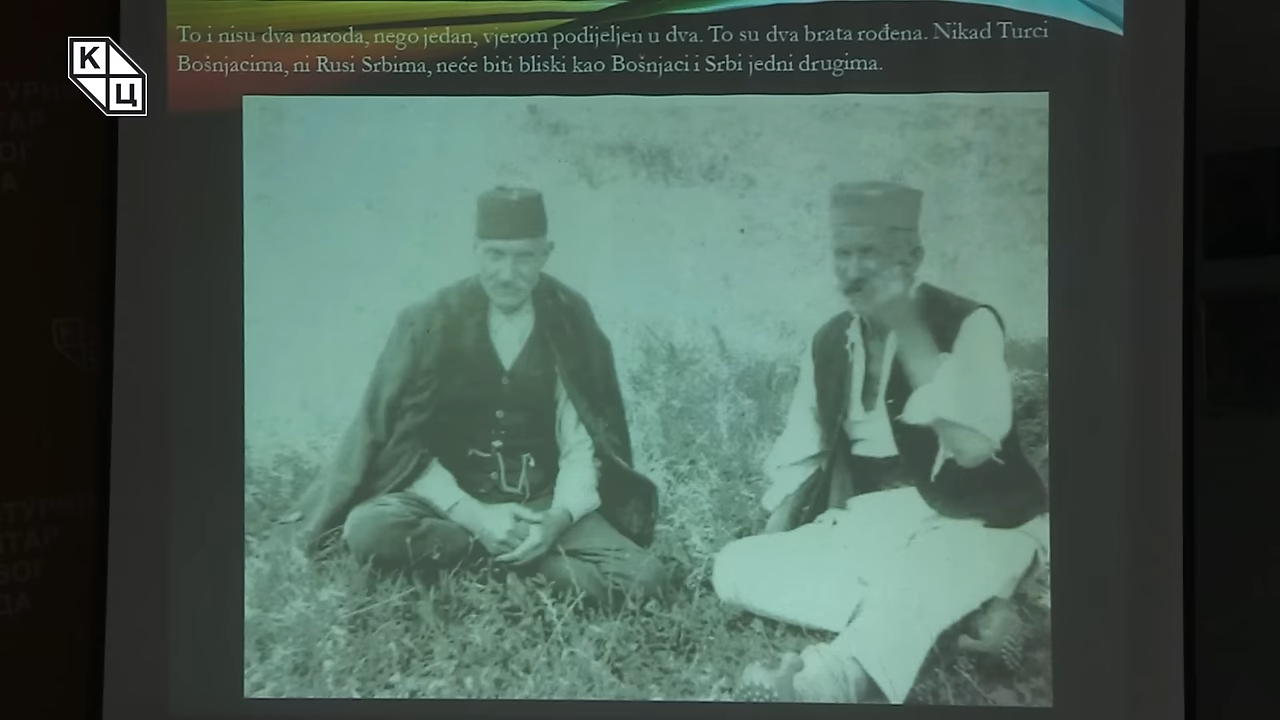 To i nisu dva naroda, nego jedan, vjerom podijeljen u dva. To su dva brata rođena. Nikad Turci
Bošnjacima, ni Rusi Srbima, neće biti bliski kao Bošnjaci i Srbi jedni drugima.
К
Ц